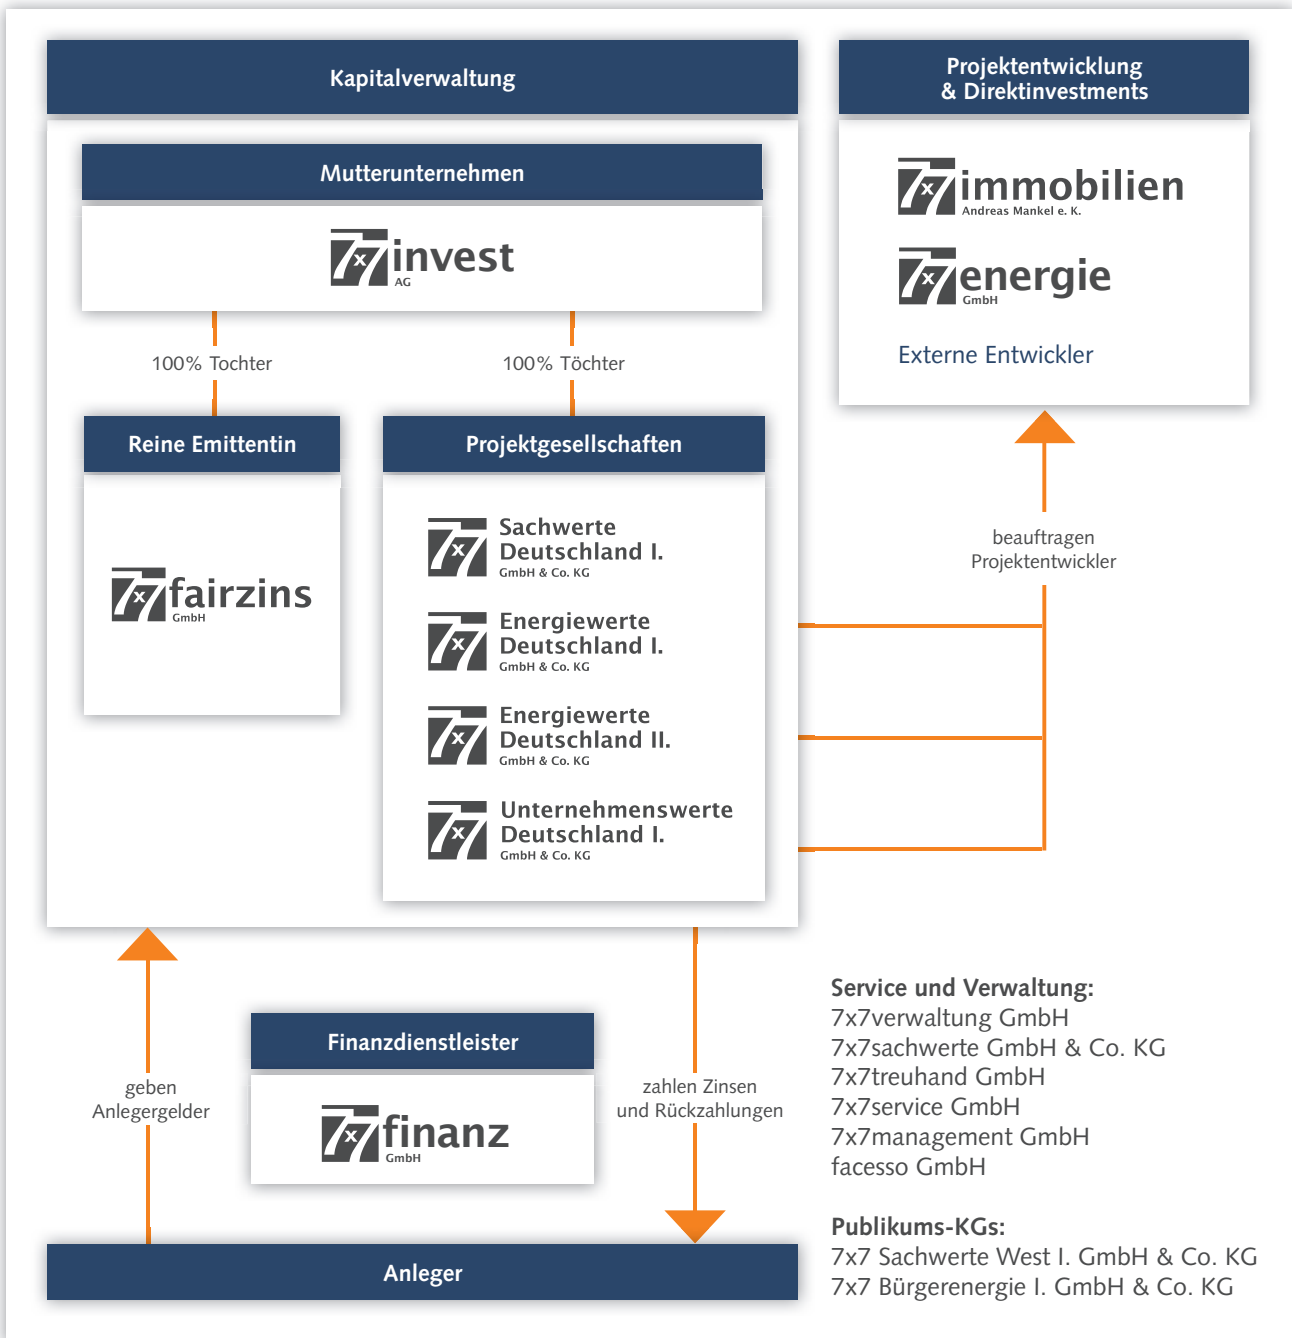 Kapitalverwaltung
Mutterunternehmen
7x7invest
AG
100% Tochter
100% Töchter
Reine Emittentin
7x7fairzins
GmbH
Projektgesellschaften
7x7 Sachwerte
Deutschland I.
GmbH & Co. KG
7x7 Energiewerte
Deutschland I.
GmbH & Co. KG
7x7 Energiewerte
Deutschland II.
GmbH & Co. KG
7x7 Unternehmenswerte
Deutschland I.
GmbH & Co. KG
Projektentwicklung
& Direktinvestments
7x7immobilien
Andreas Mankel e. K.
7x7energie
GmbH
Externe Entwickler
beauftragen
Projektentwickler
geben
Anlegergelder
Finanzdienstleister
7x7finanz
GmbH
zahlen Zinsen
und Rückzahlungen
Anleger
Service und Verwaltung:
7x7verwaltung GmbH
7x7sachwerte GmbH & Co. KG
7x7treuhand GmbH
7x7service GmbH
7x7management GmbH
facesso GmbH
Publikums-KGs:
7x7 Sachwerte West I. GmbH & Co. KG
7x7 Bürgerenergie I. GmbH & Co. KG